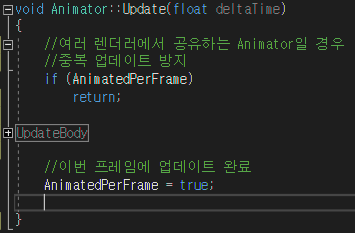 void Animator::Update(float deltaTime)
{
//여러 렌더러에서 공유하는 Animator일 경우
//중복 업데이트 방지
if (AnimatedPerFrame)
return;
UpdateBody
//이번 프레임에 업데이트 완료
AnimatedPerFrame = true;
}